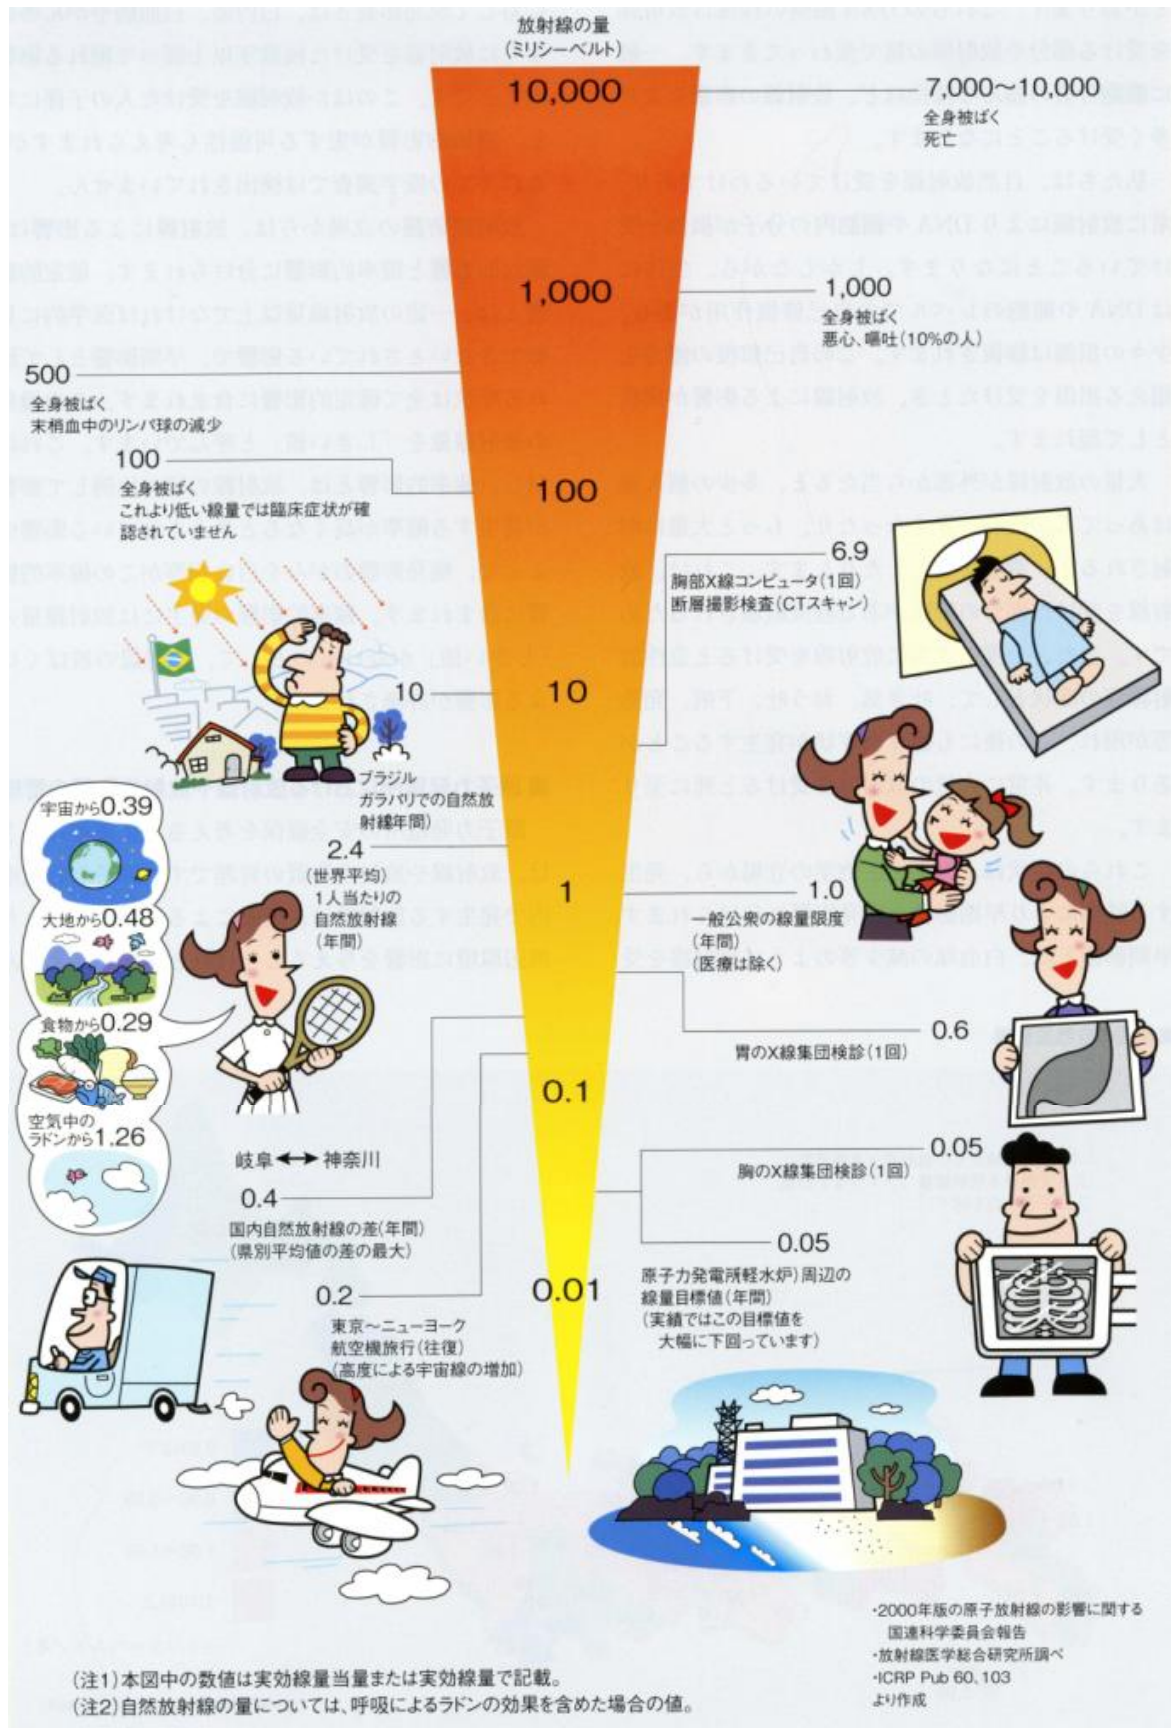 放射線の量
(ミリシーベルト)
10,000
7,000〜10,000
全身被ばく
死亡
1,000
1,000
全身被ばく
悪心、嘔吐(10%の人)
500
全身被ばく
末梢血中のリンパ球の減少
100
全身被ばく
これより低い線量では臨床症状が確
認されていません
100
6.9
胸部X線コンピュータ(1回)
断層撮影検査(CTスキャン)
10
10
ブラジル
ガラパリでの自然放
射線年間)
宇宙から0.39
大地から0.48
食物から0.29
空気中の
ラドンから1.26
2.4
(世界平均)
1人当たりの
自然放射線
(年間)
1
1.0
一般公衆の線量限度
(年間)
(医療は除く)
0.6
胃のX線集団検診(1回)
0.1
岐阜⟷神奈川
0.4
国内自然放射線の差(年間)
(県別平均値の差の最大)
0.05
胸のX線集団検診(1回)
0.05
原子力発電所軽水炉)周辺の
線量目標値(年間)
(実績ではこの目標値を
大幅に下回っています)
0.01
0.2
東京〜ニューヨーク
航空機旅行(往復)
(高度による宇宙線の増加)
・2000年版の原子放射線の影響に関する
国連科学委員会報告
・放射線医学総合研究所調べ
・ICRP Pub 60,103
より作成
(注1)本図中の数値は実効線量当量または実効線量で記載。
(注2)自然放射線の量については、呼吸によるラドンの効果を含めた場合の値。